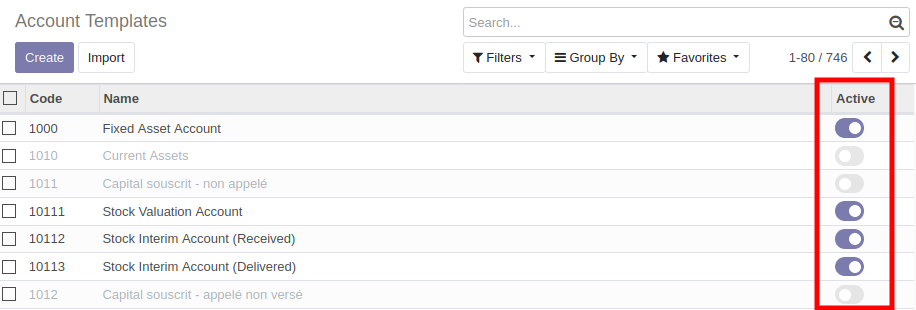 Account Templates
Search...
Create Import Filters Group By Favorites 1-80 / 746
Code Name Active
1000 Fixed Asset Account
1010 Current Assets
1011 Capital souscrit - non appelé
10111 Stock Valuation Account
10112 Stock Interim Account (Received)
10113 Stock Interim Account (Delivered)
1012 Capital souscrit - appelé non versé